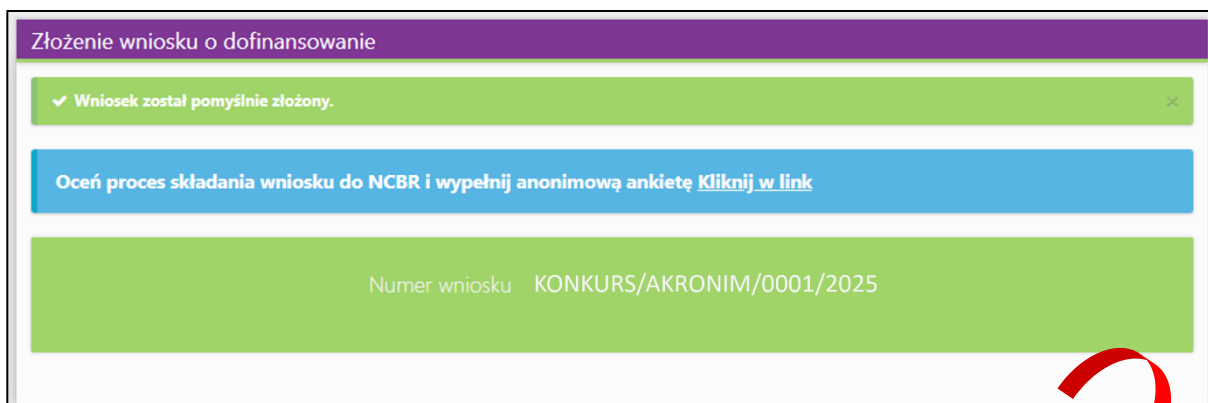 Złożenie wniosku o dofinansowanie
✓ Wniosek został pomyślnie złożony. ×
Oceń proces składania wniosku do NCBR i wypełnij anonimową ankietę Kliknij w link
Numer wniosku KONKURS/AKRONIM/0001/2025